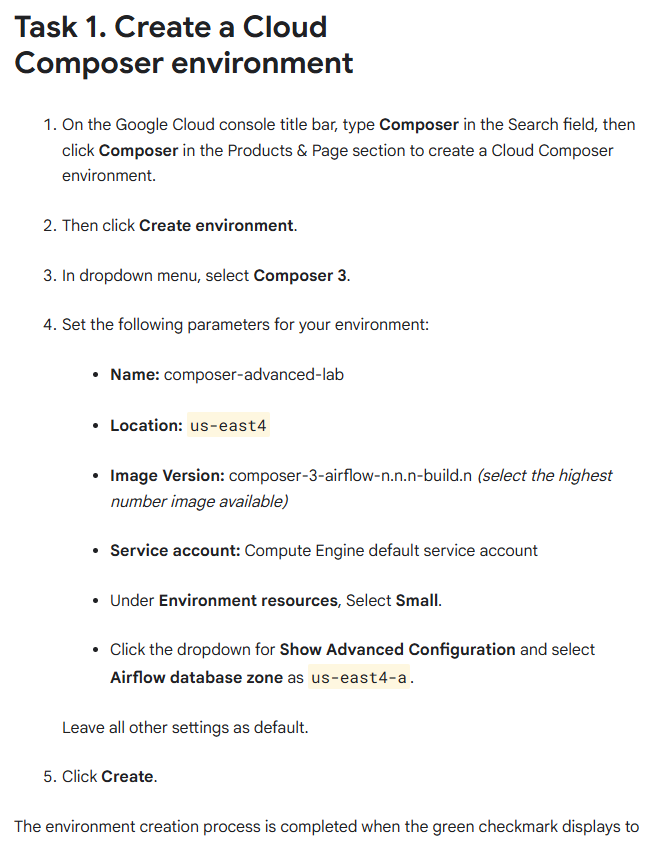 Task 1. Create a Cloud
Composer environment
1. On the Google Cloud console title bar, type Composer in the Search field, then
click Composer in the Products & Page section to create a Cloud Composer
environment.
2. Then click Create environment.
3. In dropdown menu, select Composer 3.
4. Set the following parameters for your environment:
• Name: composer-advanced-lab
• Location: us-east4
• Image Version: composer-3-airflow-n.n.n-build.n (select the highest
number image available)
• Service account: Compute Engine default service account
• Under Environment resources, Select Small.
• Click the dropdown for Show Advanced Configuration and select
Airflow database zone as us-east4-a.
Leave all other settings as default.
5. Click Create.
The environment creation process is completed when the green checkmark displays to